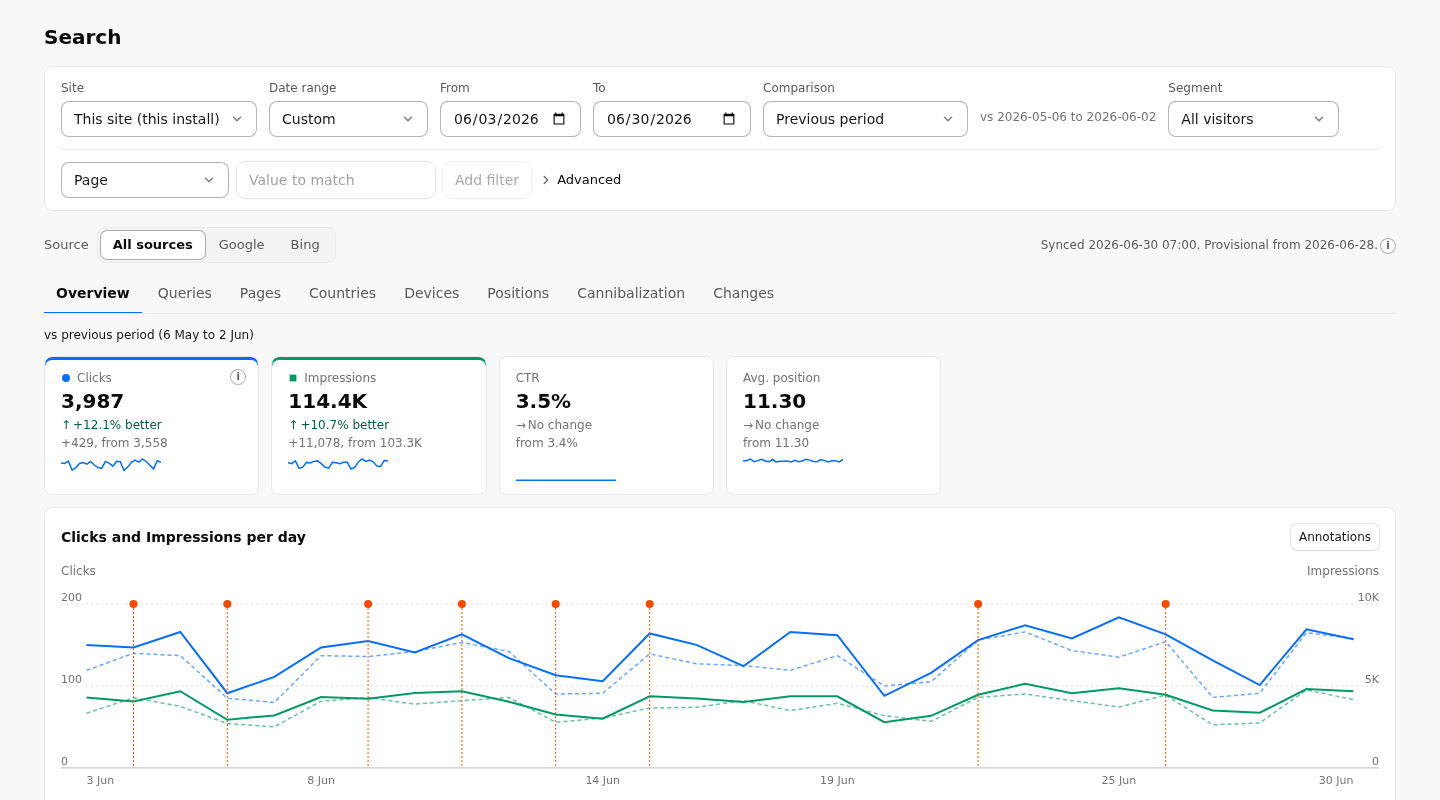 Search
Site
Date range
From
To
Comparison
Segment
This site (this install)
Custom
06/03/2026
06/30/2026
Previous period
vs 2026-05-06 to 2026-06-02
All visitors
Page
Value to match
Add filter
Advanced
Source
All sources
Google
Bing
Synced 2026-06-30 07:00. Provisional from 2026-06-28.
Overview
Queries
Pages
Countries
Devices
Positions
Cannibalization
Changes
vs previous period (6 May to 2 Jun)
Clicks
3,987
↑ +12.1% better
+429, from 3,558
Impressions
114.4K
↑ +10.7% better
+11,078, from 103.3K
CTR
3.5%
→ No change
from 3.4%
Avg. position
11.30
→ No change
from 11.30
Clicks and Impressions per day
Annotations
Clicks
Impressions
200
10K
100
5K
0
0
3 Jun
8 Jun
14 Jun
19 Jun
25 Jun
30 Jun